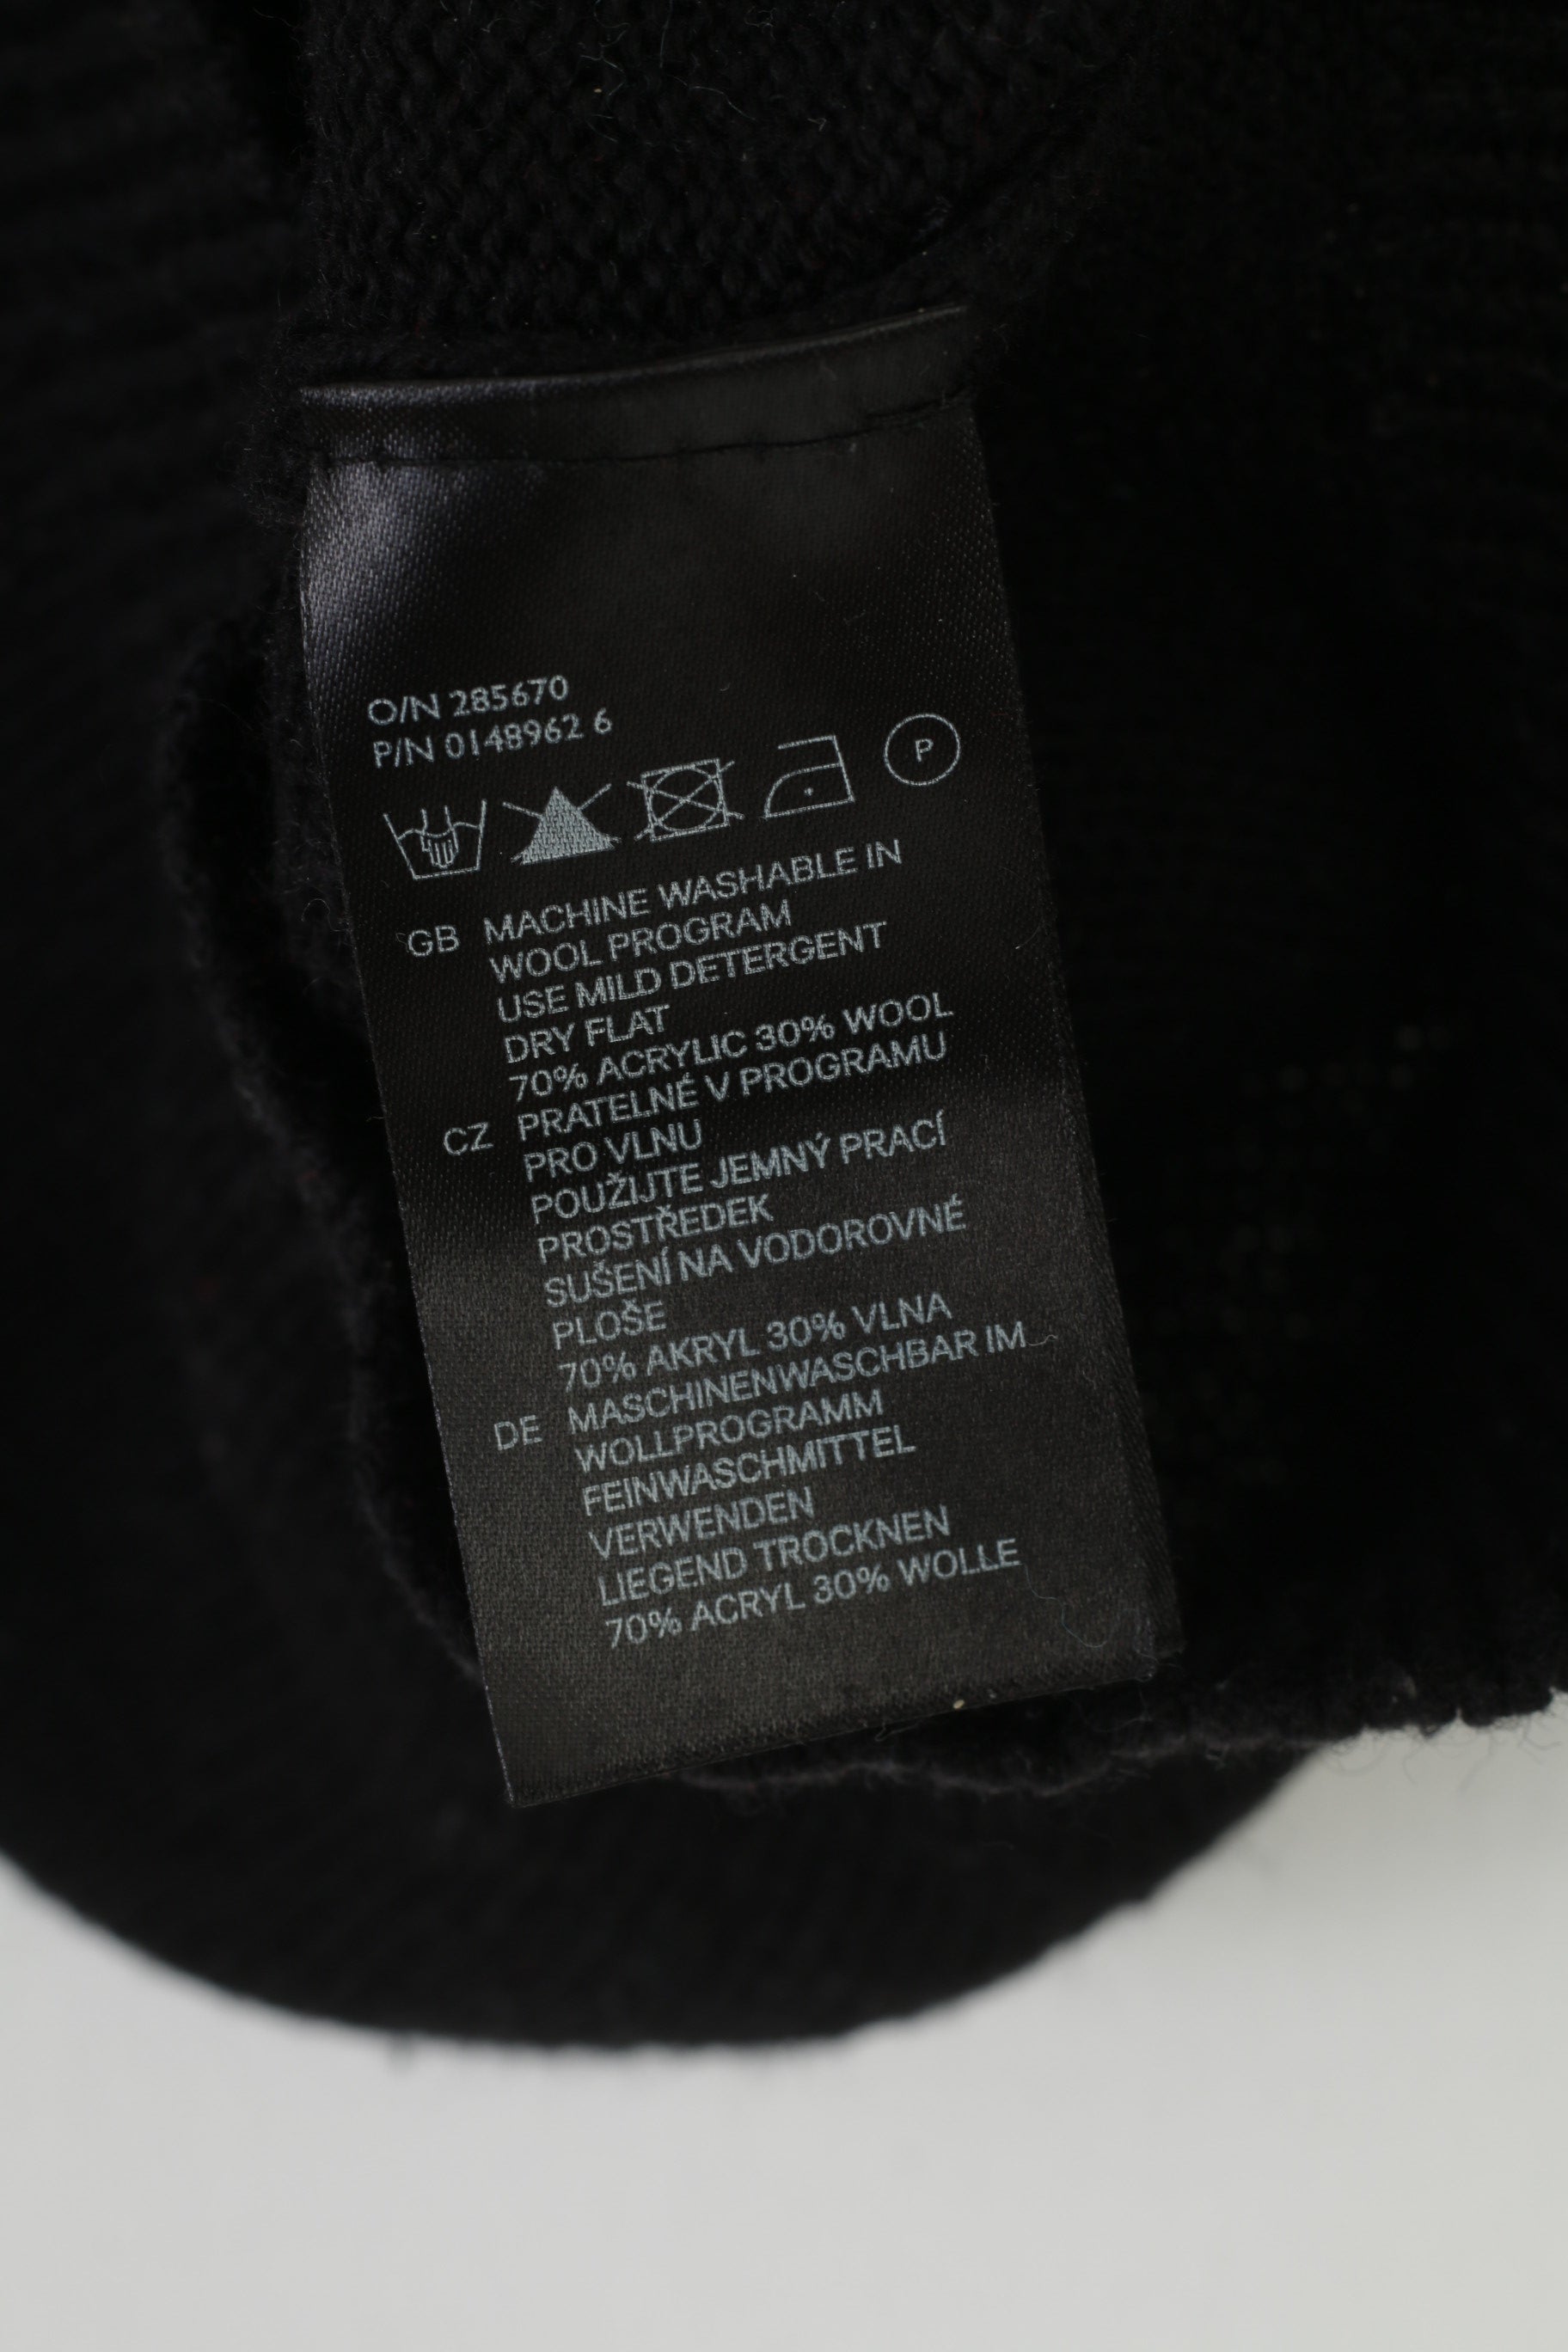 O/N 285670
P/N 0148962 6
P
GB MACHINE WASHABLE IN
WOOL PROGRAM
USE MILD DETERGENT
DRY FLAT
70% ACRYLIC 30% WOOL
CZ PRATELNÉ V PROGRAMU
PRO VLNU
POUŽIJTE JEMNÝ PRACÍ
PROSTŘEDEK
SUŠENÍ NA VODOROVNÉ
PLOŠE
70% AKRYL 30% VLNA
DE MASCHINENWASCHBAR IM
WOLLPROGRAMM
FEINWASCHMITTEL
VERWENDEN
LIEGEND TROCKNEN
70% ACRYL 30% WOLLE